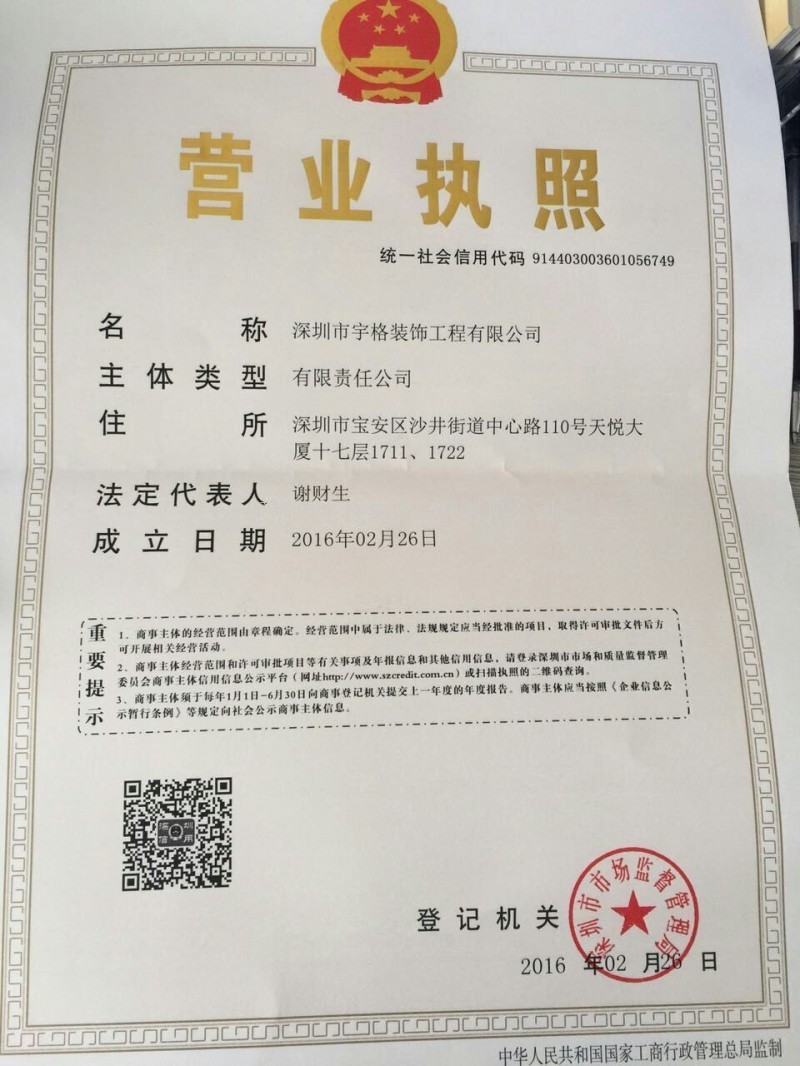 营业执照
统一社会信用代码 914403003601056749
名称 深圳市宇格装饰工程有限公司
主体类型 有限责任公司
住所 深圳市宝安区沙井街道中心路110号天悦大
厦十七层1711、1722
法定代表人 谢财生
成立日期 2016年02月26日
重要提示
1．商事主体的经营范围由章程确定。经营范围中属于法律、法规规定应当经批准的项目，取得许可审批文件后方
可开展相关经营活动。
2．商事主体经营范围和许可审批项目等有关事项及年报信息和其他信用信息，请登录深圳市市场和质量监督管理
委员会商事主体信用信息公示平台（网址http://www.szcredit.com.cn）或扫描执照的二维码查询。
3．商事主体须于每年1月1日-6月30日向商事登记机关提交上一年度的年度报告。商事主体应当按照《企业信息公
示暂行条例》等规定向社会公示商事主体信息。
深圳
信用
登记机关
深圳市市场监督管理局
2016 年02 月26 日
中华人民共和国国家工商行政管理总局监制